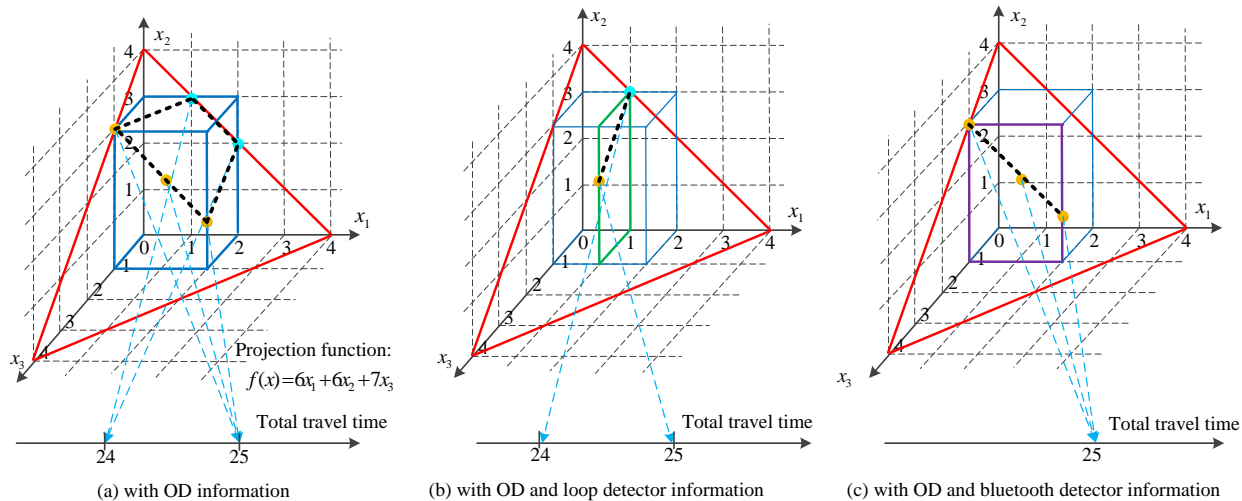 x2
4
3
2
1
0
1
2
3
4
x1
1
2
3
4
x3
Projection function:
f(x)=6x1+6x2+7x3
Total travel time
24
25
(a) with OD information
x2
4
3
2
1
0
1
2
3
4
x1
1
2
3
4
x3
Total travel time
24
25
(b) with OD and loop detector information
x2
4
3
2
1
0
1
2
3
4
x1
1
2
3
4
x3
Total travel time
25
(c) with OD and bluetooth detector information